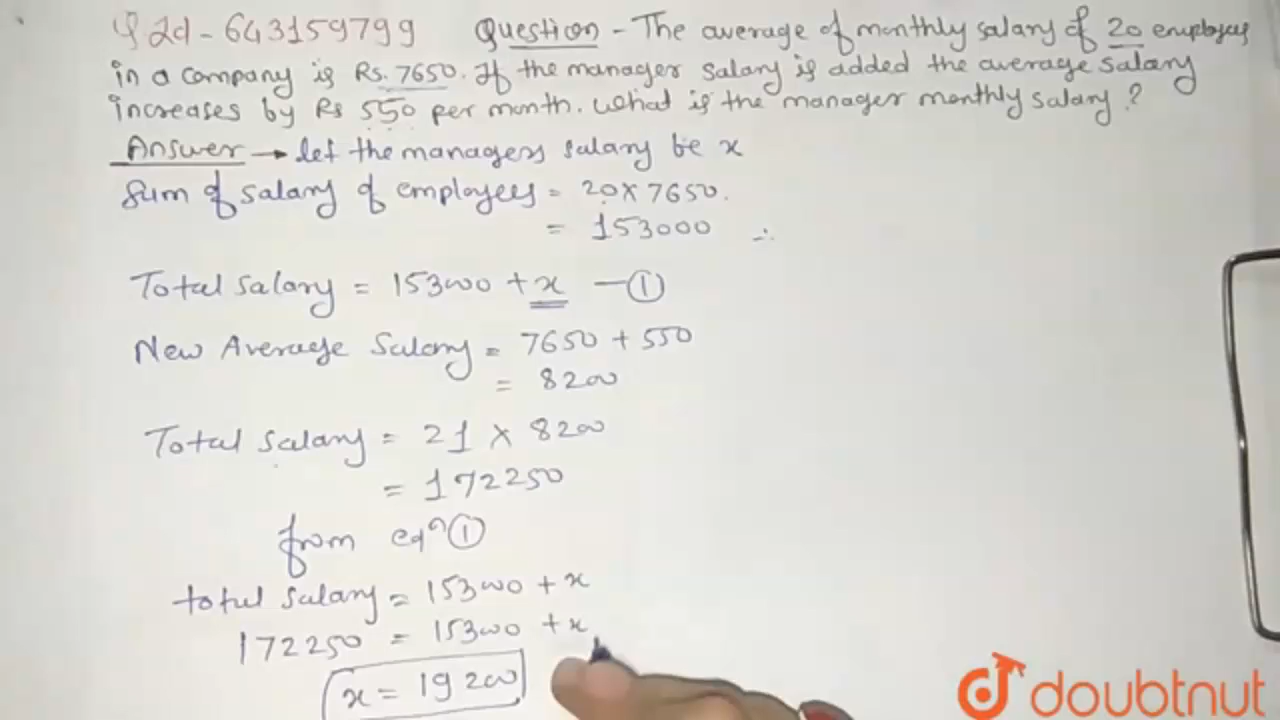 Q Id - 643159799 Question - The average of monthly salary of 20 employees
in a company is Rs. 7650. If the manager salary is added the average salary
increases by Rs 550 per month. What is the manager monthly salary?
Answer → let the managers salary be x
Sum of salary of employees = 20 x 7650.
= 153000 ∴
Total salary = 153000 + x - ①
New Average Salary = 7650 + 550
= 8200
Total salary = 21 x 8200
= 172250
from eqn ①
total salary = 153000 + x
172250 = 153000 + x
x = 19200
doubtnut